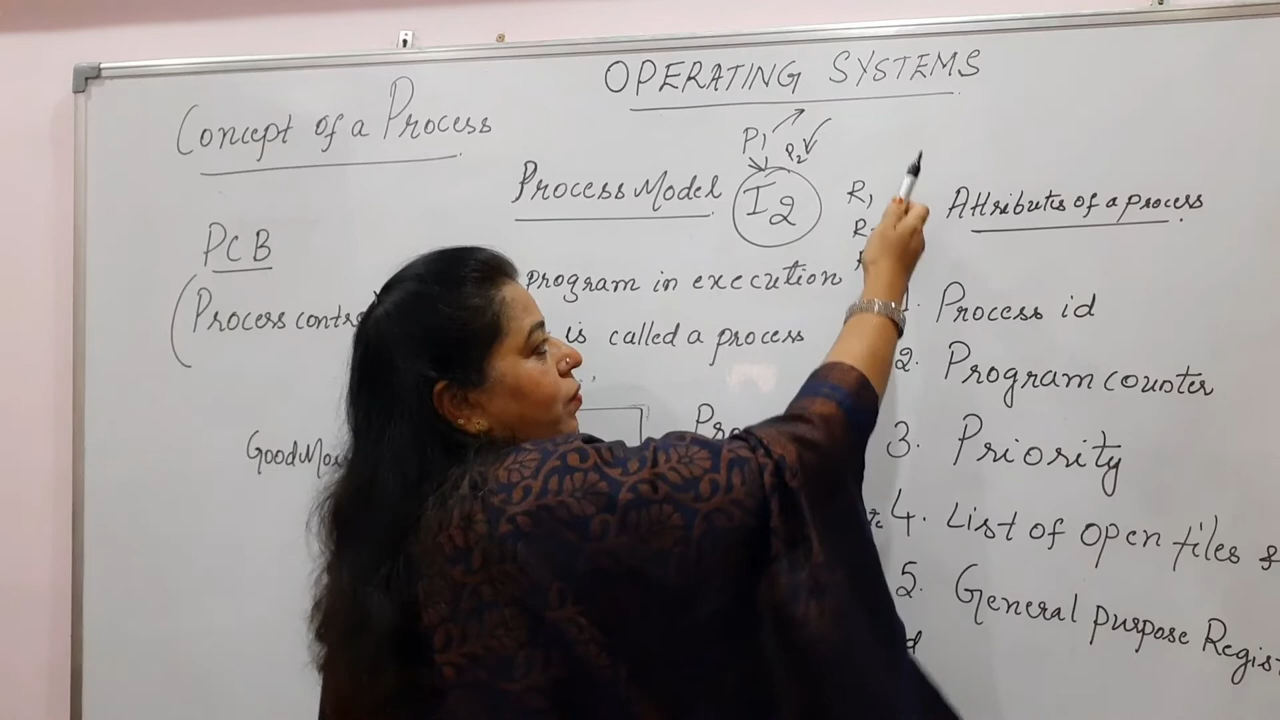 OPERATING SYSTEMS
Concept of a Process
P1
P2
Process Model
I2
R1
Attributes of a process
PCB
(Process
Program in execution
is called a process
1. Process id
2. Program counter
3. Priority
4. List of open files &
5. General purpose